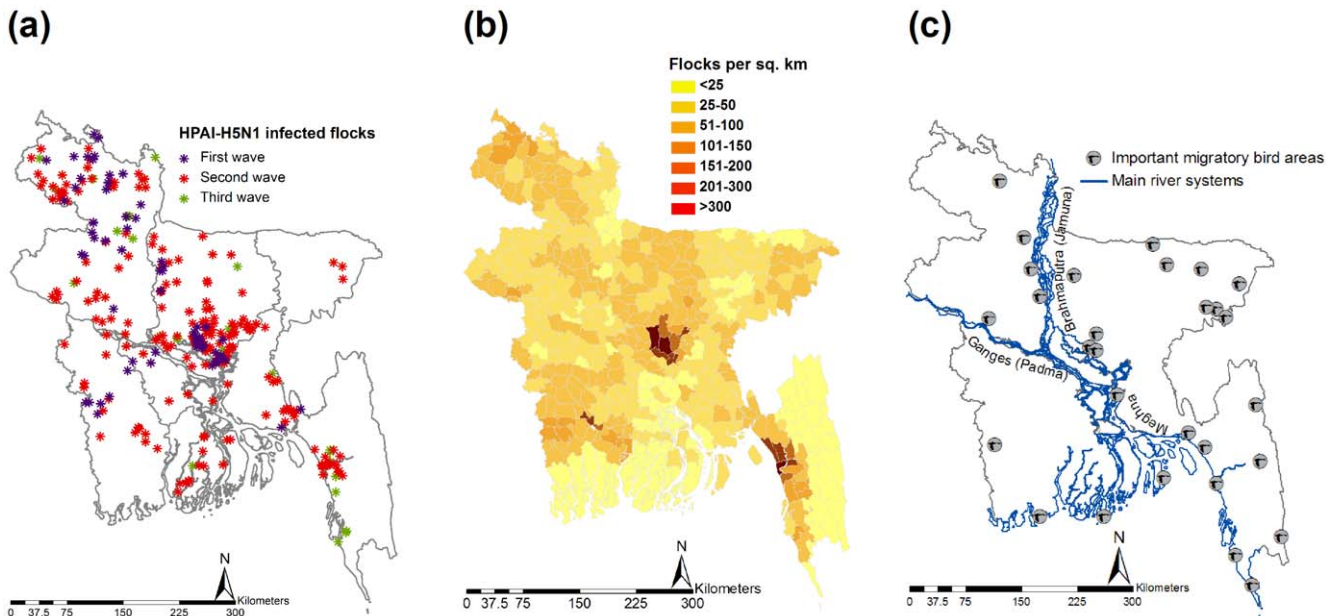 (a)
HPAI-H5N1 infected flocks
First wave
Second wave
Third wave
N
Kilometers
0 37.5 75 150 225 300
(b)
Flocks per sq. km
<25
25-50
51-100
101-150
151-200
201-300
>300
N
Kilometers
0 37.5 75 150 225 300
(c)
Important migratory bird areas
Main river systems
Brahmaputra (Jamuna)
Ganges (Padma)
Meghna
N
Kilometers
0 37.5 75 150 225 300